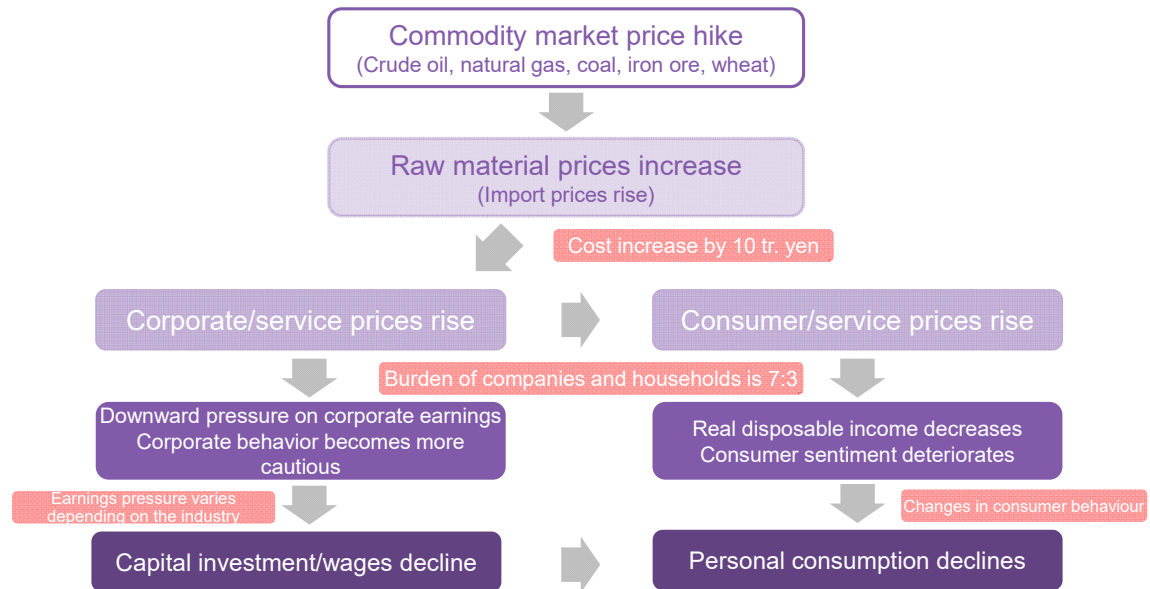 Commodity market price hike
(Crude oil, natural gas, coal, iron ore, wheat)
Raw material prices increase
(Import prices rise)
Cost increase by 10 tr. yen
Corporate/service prices rise
Consumer/service prices rise
Burden of companies and households is 7:3
Downward pressure on corporate earnings
Corporate behavior becomes more
cautious
Real disposable income decreases
Consumer sentiment deteriorates
Earnings pressure varies
depending on the industry
Changes in consumer behaviour
Capital investment/wages decline
Personal consumption declines